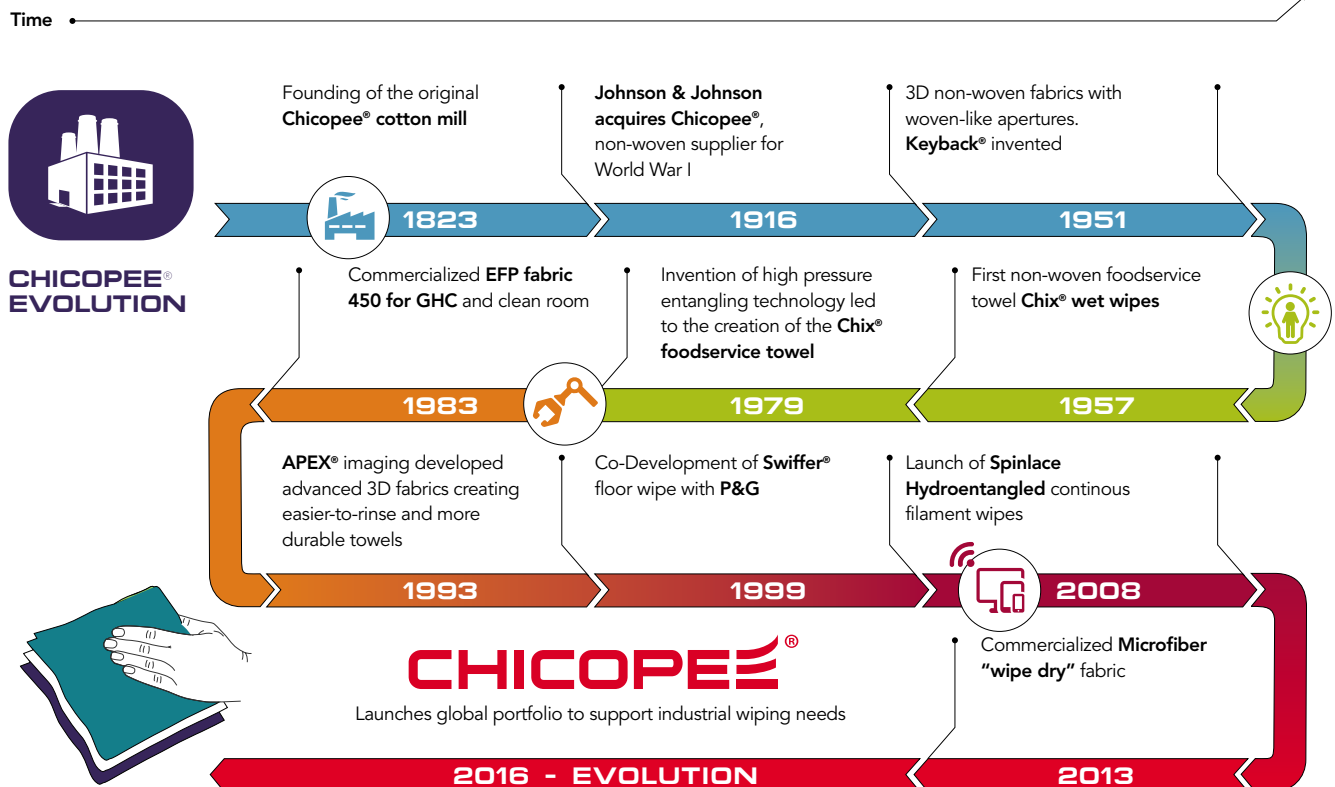 Time
CHICOPEE®
EVOLUTION
Founding of the original
Chicopee® cotton mill
Johnson & Johnson
acquires Chicopee®,
non-woven supplier for
World War I
3D non-woven fabrics with
woven-like apertures.
Keyback® invented
1823
1916
1951
Commercialized EFP fabric
450 for GHC and clean room
Invention of high pressure
entangling technology led
to the creation of the Chix®
foodservice towel
First non-woven foodservice
towel Chix® wet wipes
1983
1979
1957
APEX® imaging developed
advanced 3D fabrics creating
easier-to-rinse and more
durable towels
Co-Development of Swiffer®
floor wipe with P&G
Launch of Spinlace
Hydroentangled continous
filament wipes
1993
1999
2008
CHICOPEE®
Launches global portfolio to support industrial wiping needs
Commercialized Microfiber
"wipe dry" fabric
2016 - EVOLUTION
2013